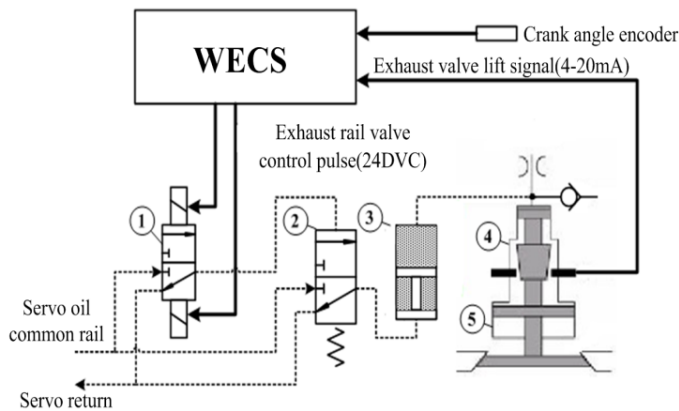 WECS
Crank angle encoder
Exhaust valve lift signal(4-20mA)
Exhaust rail valve
control pulse(24DVC)
1
2
3
4
5
Servo oil
common rail
Servo return